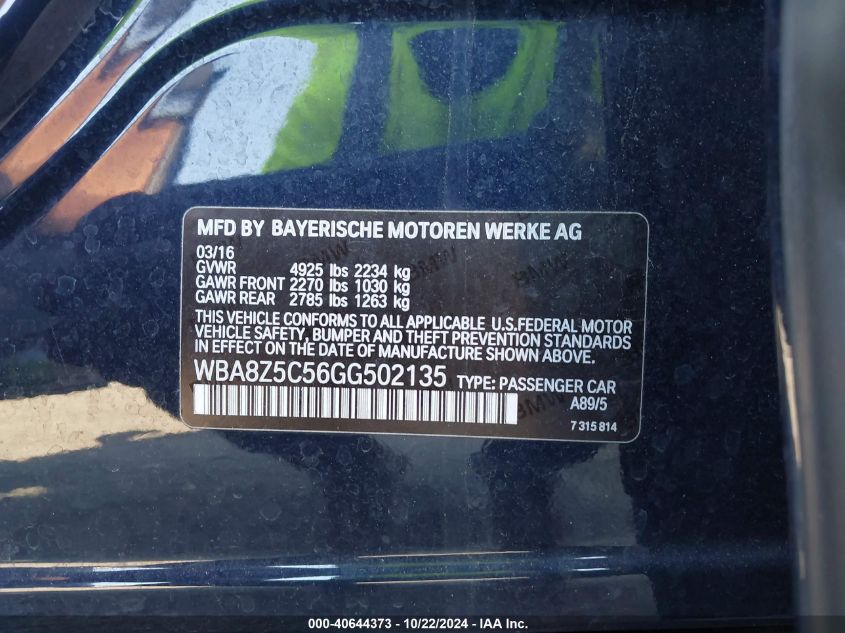 MFD BY BAYERISCHE MOTOREN WERKE AG
03/16
GVWR 4925 lbs 2234 kg
GAWR FRONT 2270 lbs 1030 kg
GAWR REAR 2785 lbs 1263 kg
THIS VEHICLE CONFORMS TO ALL APPLICABLE U.S.FEDERAL MOTOR
VEHICLE SAFETY, BUMPER AND THEFT PREVENTION STANDARDS
IN EFFECT ON THE DATE OF MANUFACTURE SHOWN ABOVE.
WBA8Z5C56GG502135 TYPE: PASSENGER CAR
A89/5
7 315 814
000-40644373 - 10/22/2024 - IAA Inc.